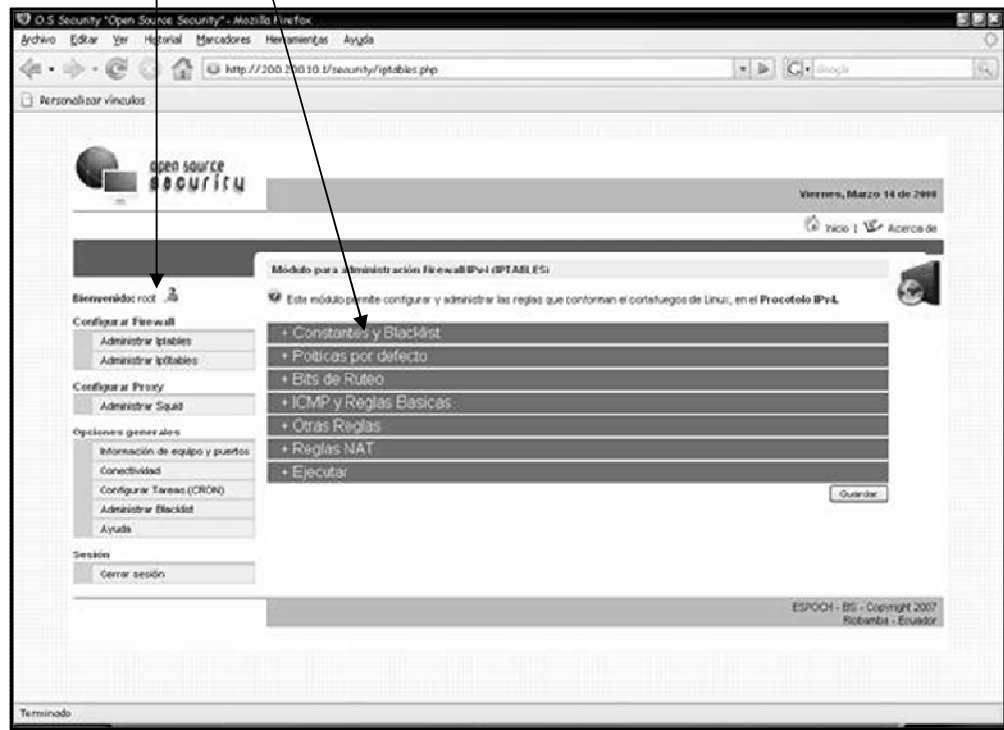 O.S Security "Open Source Security" - Mozilla Firefox
Archivo Editar Ver Historial Marcadores Herramientas Ayuda
http://200.200.10.1/security/iptables.php
Google
Personalizar vínculos
open source
security
Viernes, Marzo 14 de 2008
Inicio | Acerca de
Módulo para administración Firewall IPv4 (IPTABLES)
Bienvenido: root
Este módulo permite configurar y administrar las reglas que conforman el cortafuegos de Linux, en el Procotolo IPv4.
Configurar Firewall
Administrar Iptables
Administrar Ip6tables
Configurar Proxy
Administrar Squid
Opciones generales
Información de equipo y puertos
Conectividad
Configurar Tareas (CRON)
Administrar Blacklist
Ayuda
Sesión
Cerrar sesión
+ Constantes y Blacklist
+ Políticas por defecto
+ Bits de Ruteo
+ ICMP y Reglas Basicas
+ Otras Reglas
+ Reglas NAT
+ Ejecutar
Guardar
ESPOCH - EIS - Copyright 2007
Riobamba - Ecuador
Terminado